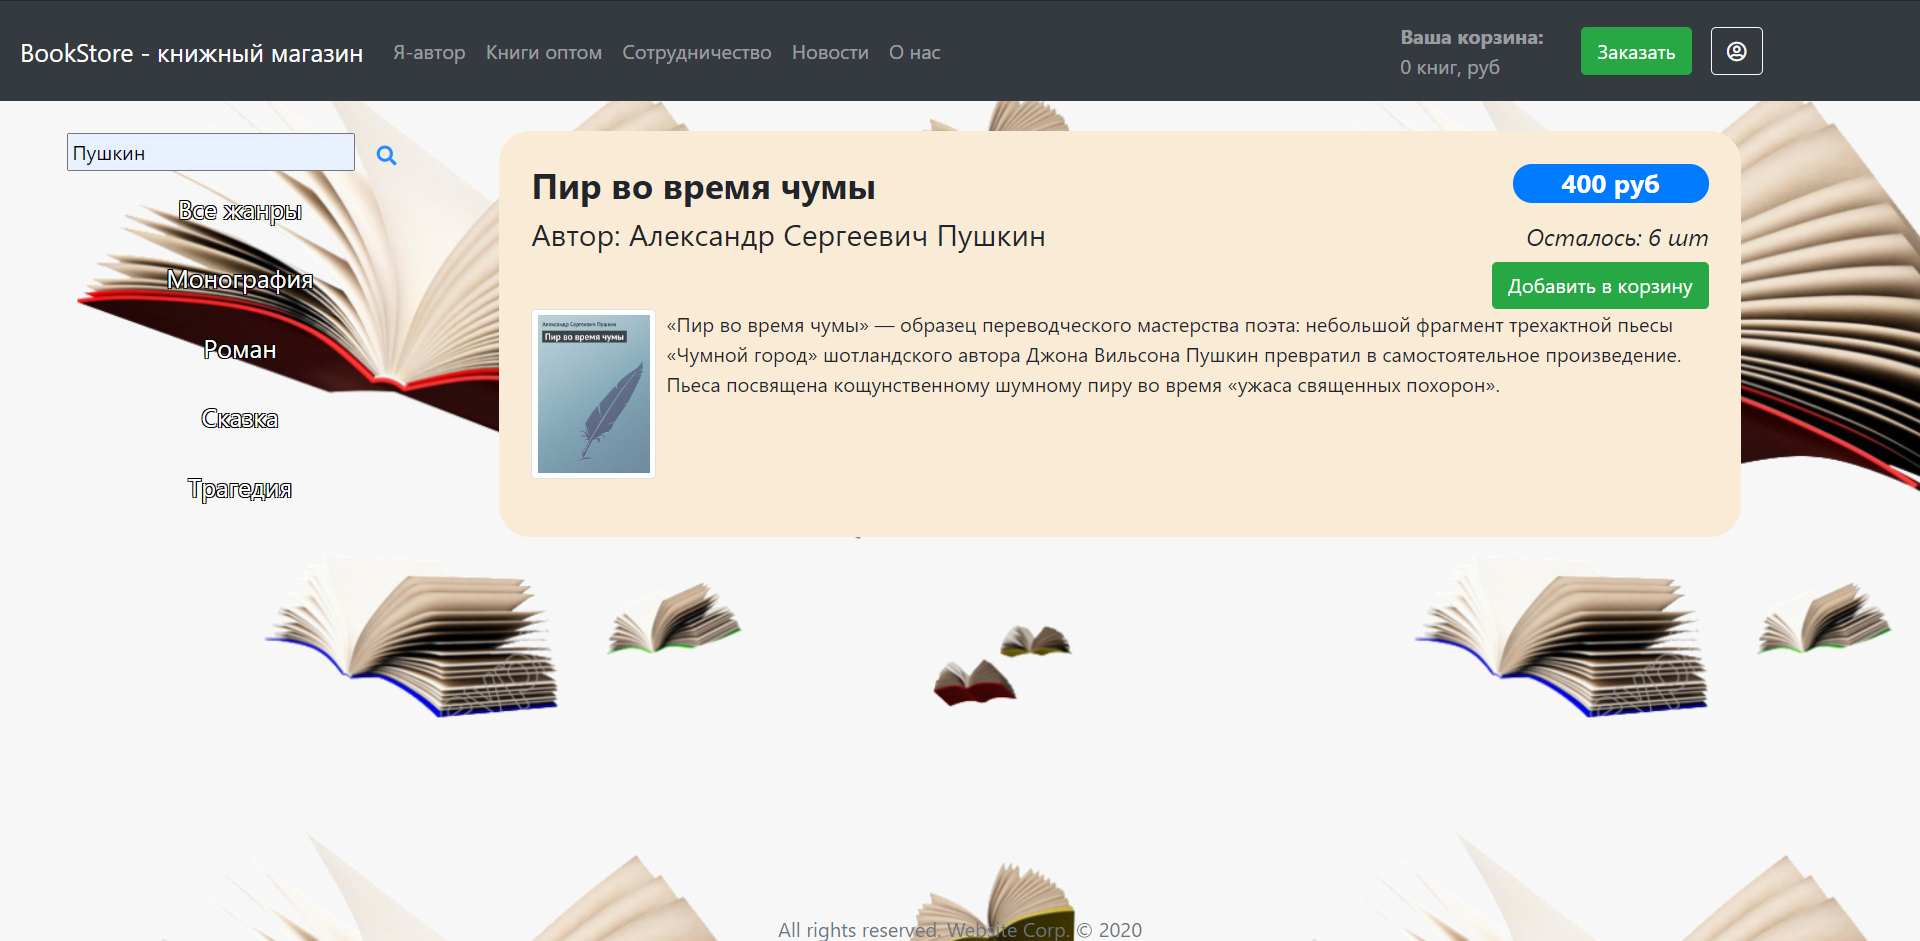 BookStore - книжный магазин
Я-автор
Книги оптом
Сотрудничество
Новости
О нас
Ваша корзина:
0 книг, руб
Заказать
Пушкин
Все жанры
Монография
Роман
Сказка
Трагедия
Пир во время чумы
400 руб
Автор: Александр Сергеевич Пушкин
Осталось: 6 шт
Добавить в корзину
Александр Сергеевич Пушкин
Пир во время чумы
«Пир во время чумы» — образец переводческого мастерства поэта: небольшой фрагмент трехактной пьесы
«Чумной город» шотландского автора Джона Вильсона Пушкин превратил в самостоятельное произведение.
Пьеса посвящена кощунственному шумному пиру во время «ужаса священных похорон».
All rights reserved, Website Corp. © 2020